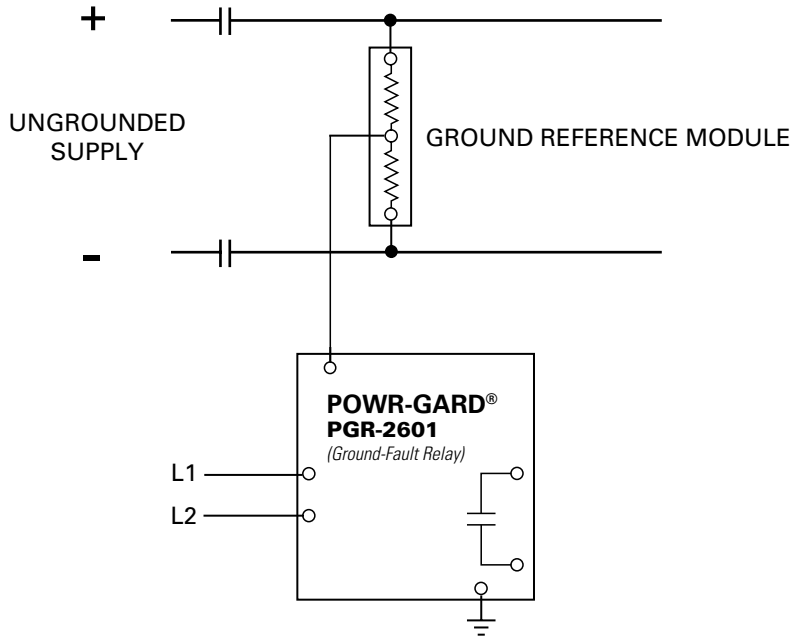 +
UNGROUNDED
SUPPLY
GROUND REFERENCE MODULE
-
POWR-GARD®
PGR-2601
(Ground-Fault Relay)
L1
L2